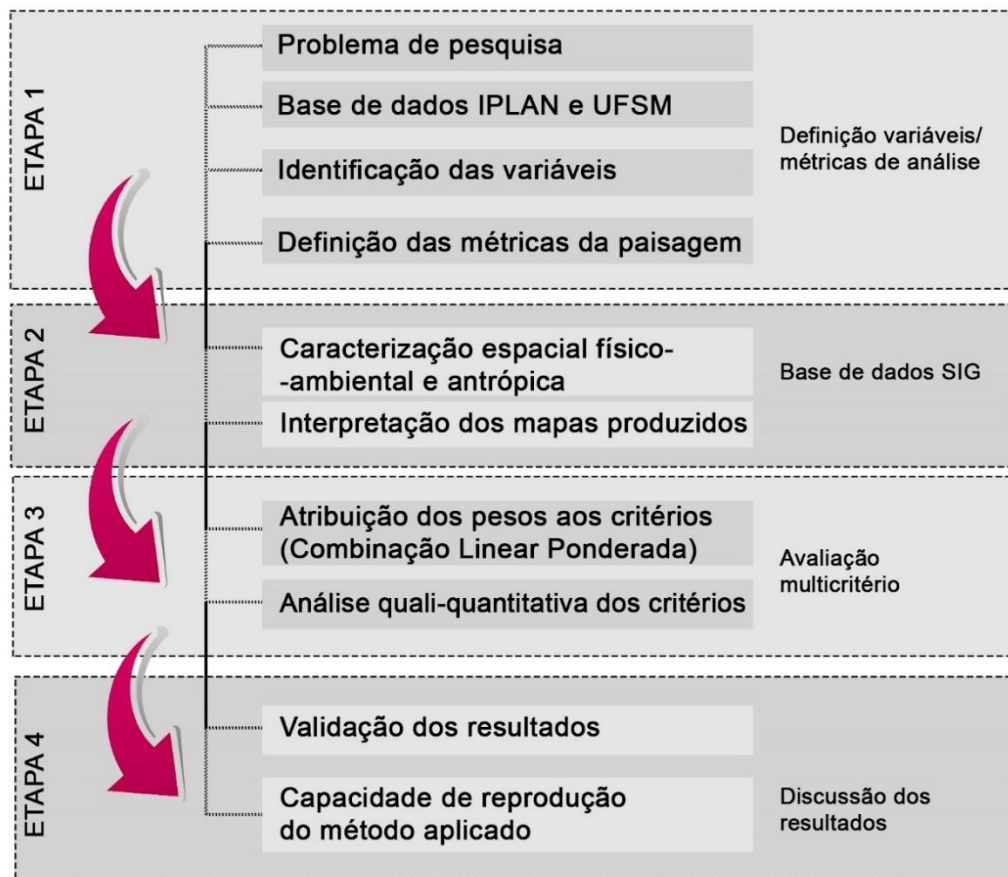 ETAPA 1
Problema de pesquisa
Base de dados IPLAN e UFSM
Identificação das variáveis
Definição das métricas da paisagem
Definição variáveis/
métricas de análise
ETAPA 2
Caracterização espacial físico-
-ambiental e antrópica
Interpretação dos mapas produzidos
Base de dados SIG
ETAPA 3
Atribuição dos pesos aos critérios
(Combinação Linear Ponderada)
Análise quali-quantitativa dos critérios
Avaliação
multicritério
ETAPA 4
Validação dos resultados
Capacidade de reprodução
do método aplicado
Discussão dos
resultados